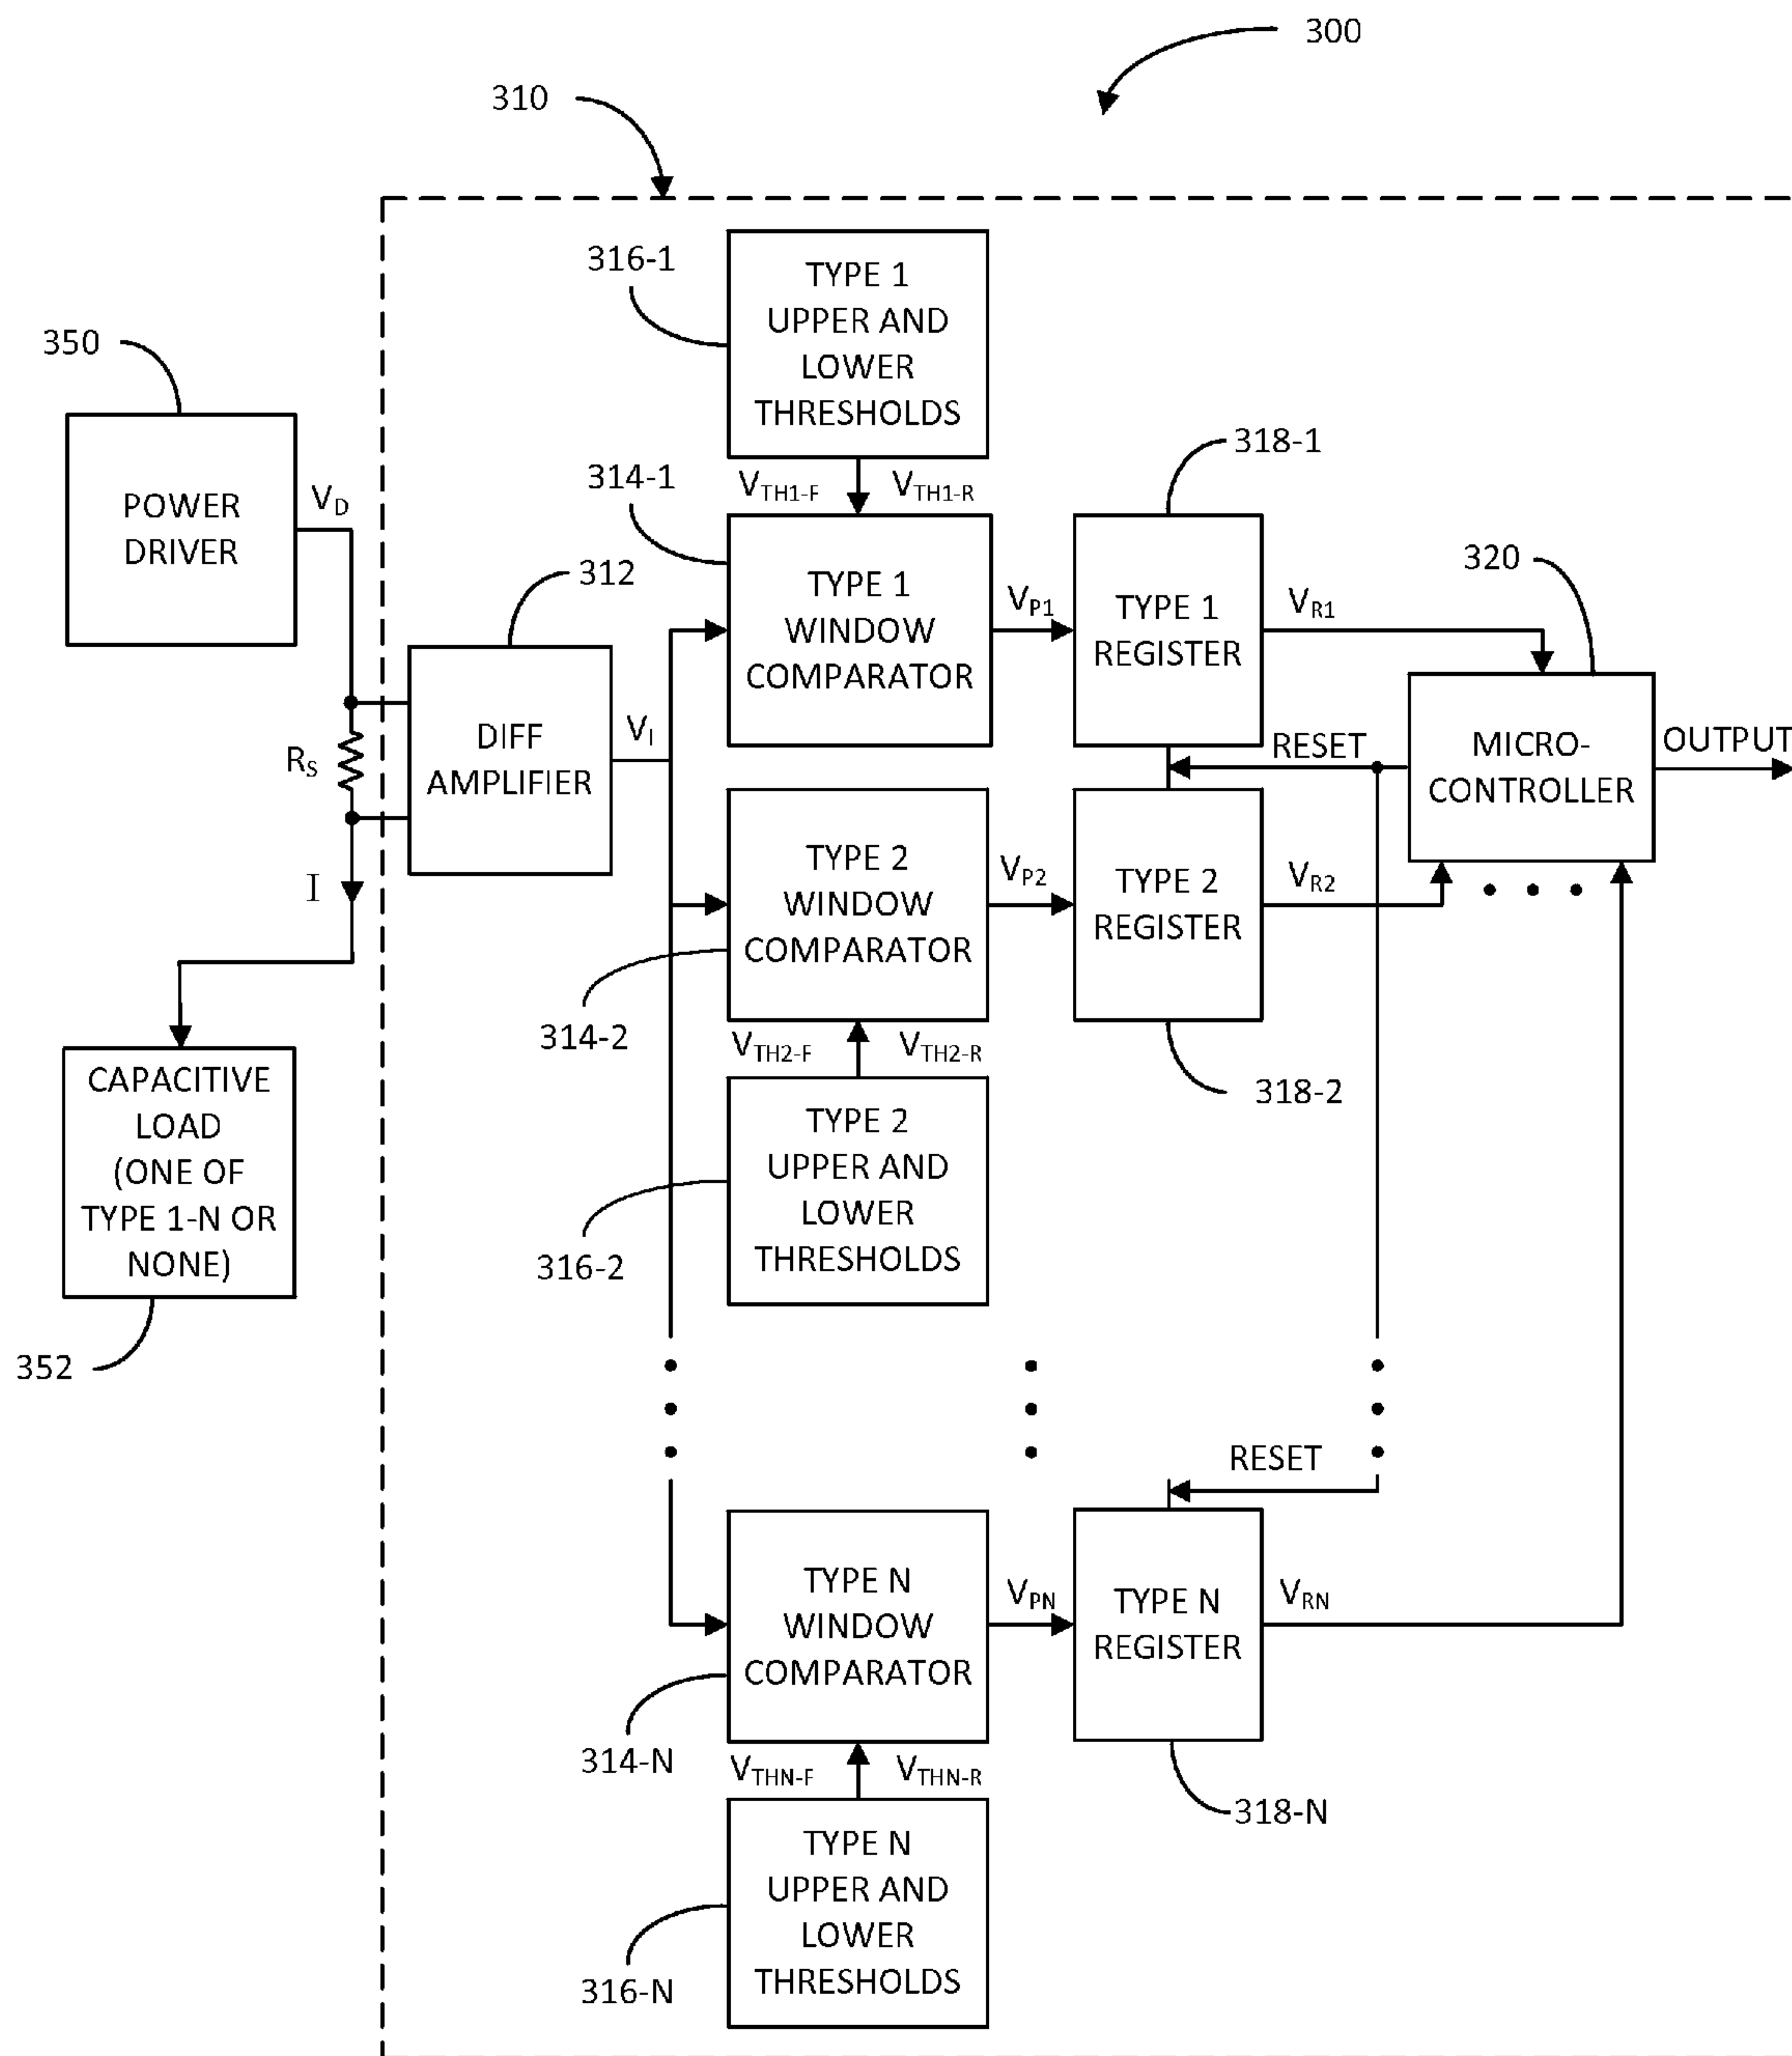 300
310
316-1
TYPE 1
UPPER AND
LOWER
THRESHOLDS
350
POWER
DRIVER
VD
314-1
VTH1-F
VTH1-R
318-1
TYPE 1
WINDOW
COMPARATOR
VP1
TYPE 1
REGISTER
VR1
320
312
DIFF
AMPLIFIER
VI
RS
I
RESET
MICRO-
CONTROLLER
OUTPUT
TYPE 2
WINDOW
COMPARATOR
VP2
TYPE 2
REGISTER
VR2
314-2
VTH2-F
VTH2-R
318-2
CAPACITIVE
LOAD
(ONE OF
TYPE 1-N OR
NONE)
352
TYPE 2
UPPER AND
LOWER
THRESHOLDS
316-2
RESET
TYPE N
WINDOW
COMPARATOR
VPN
TYPE N
REGISTER
VRN
314-N
VTHN-F
VTHN-R
318-N
TYPE N
UPPER AND
LOWER
THRESHOLDS
316-N